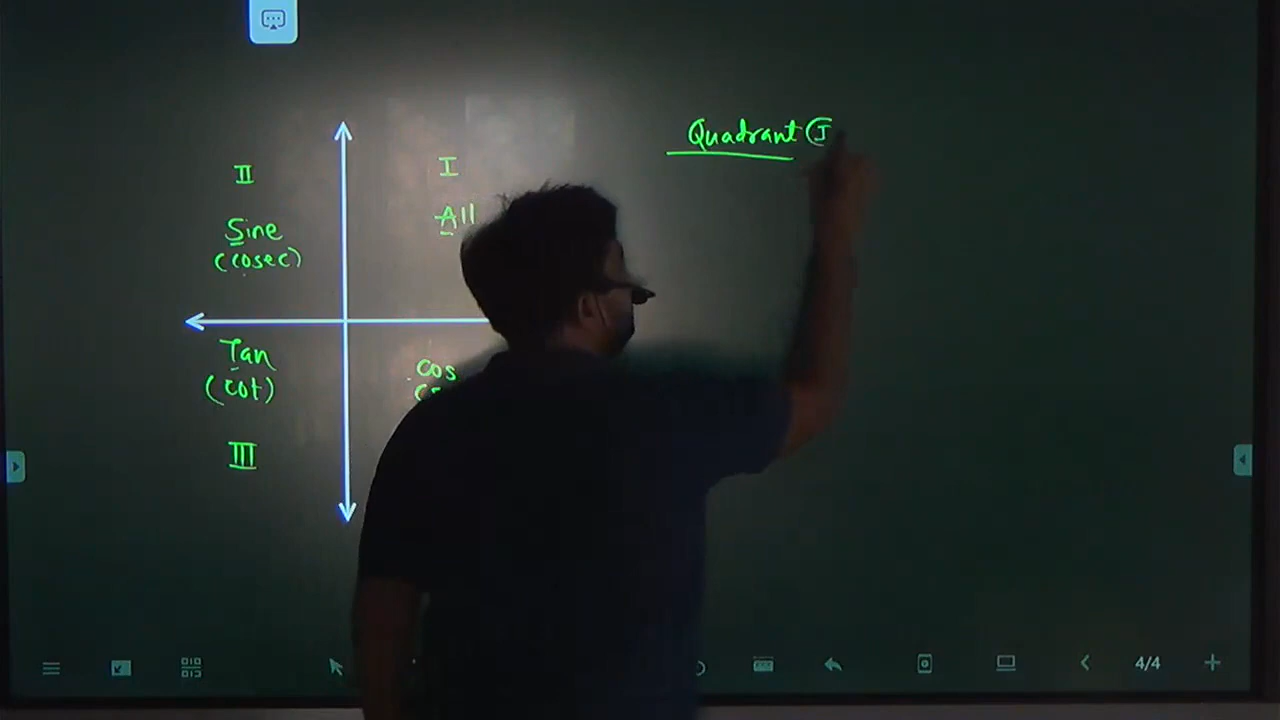 Quadrant I
II
I
Sine
(cosec)
All
Tan
(cot)
cos
III
4/4